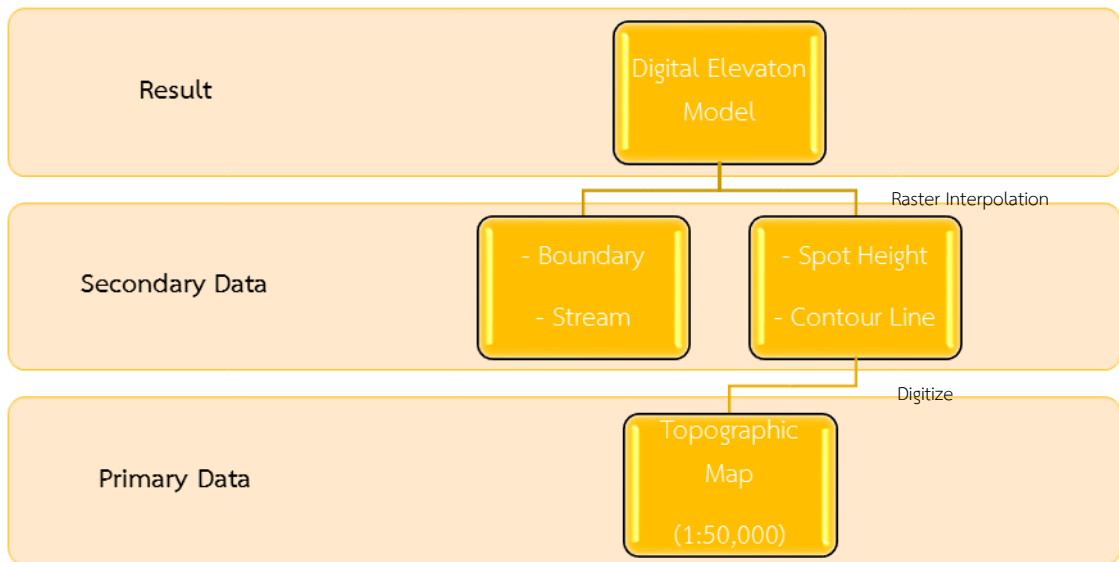 Result
Digital Elevaton
Model
Raster Interpolation
Secondary Data
- Boundary
- Stream
- Spot Height
- Contour Line
Digitize
Primary Data
Topographic
Map
(1:50,000)